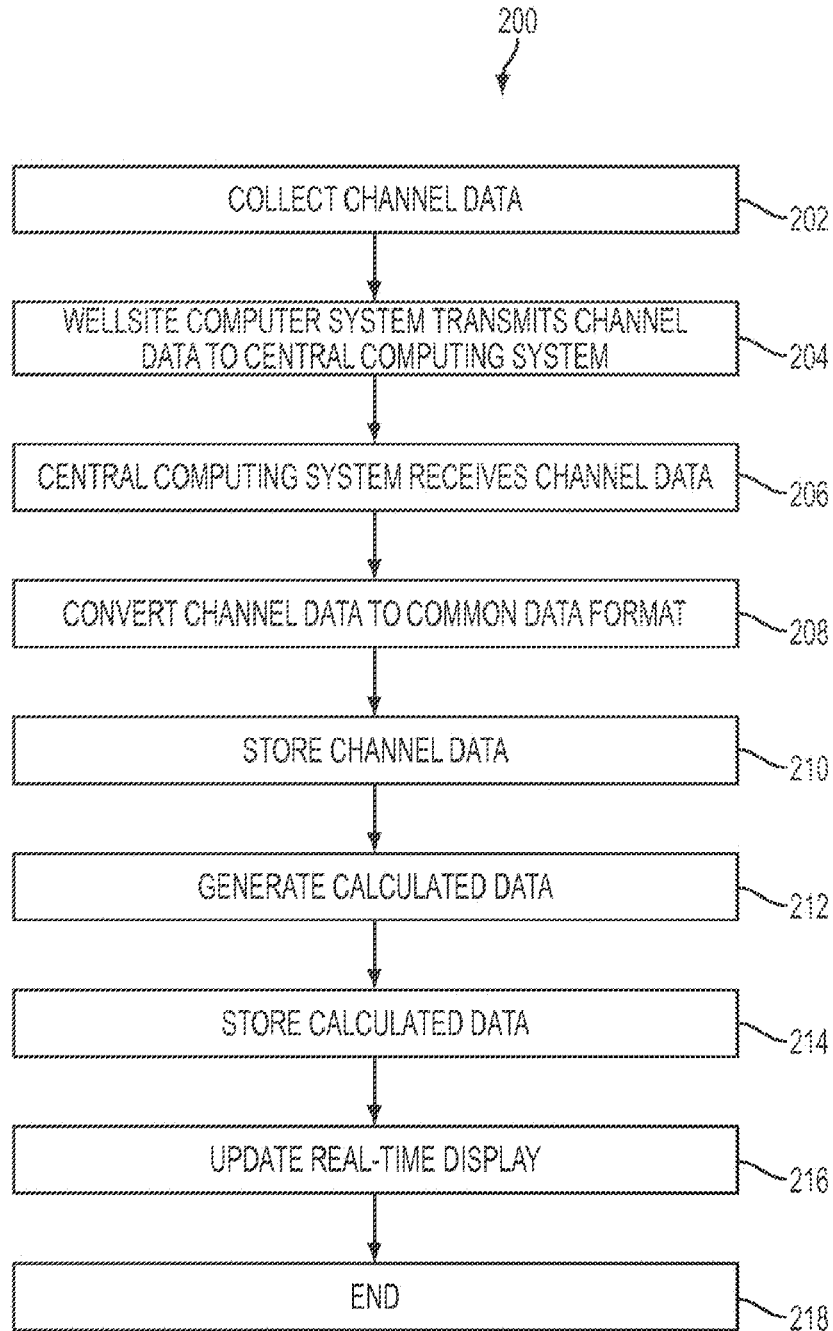 200
COLLECT CHANNEL DATA
202
WELLSITE COMPUTER SYSTEM TRANSMITS CHANNEL
DATA TO CENTRAL COMPUTING SYSTEM
204
CENTRAL COMPUTING SYSTEM RECEIVES CHANNEL DATA
206
CONVERT CHANNEL DATA TO COMMON DATA FORMAT
208
STORE CHANNEL DATA
210
GENERATE CALCULATED DATA
212
STORE CALCULATED DATA
214
UPDATE REAL-TIME DISPLAY
216
END
218